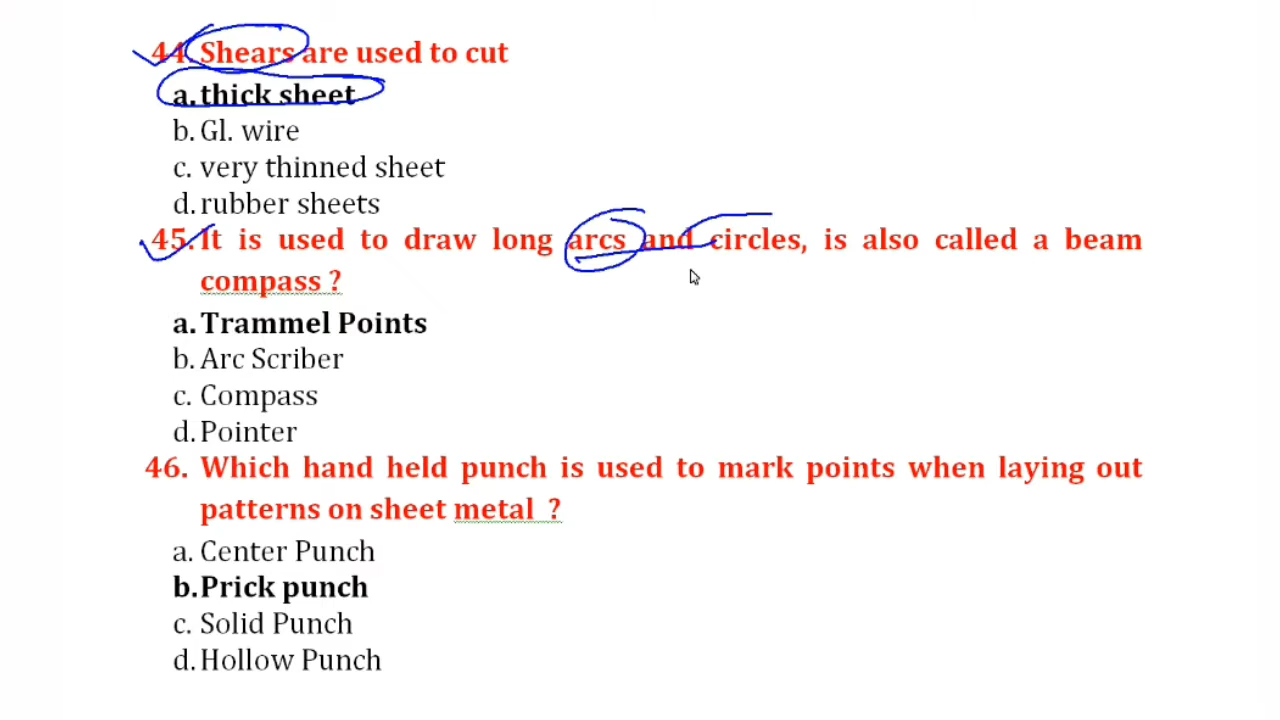 44. Shears are used to cut
a. thick sheet
b. Gl. wire
c. very thinned sheet
d. rubber sheets
45. It is used to draw long arcs and circles, is also called a beam
compass ?
a. Trammel Points
b. Arc Scriber
c. Compass
d. Pointer
46. Which hand held punch is used to mark points when laying out
patterns on sheet metal ?
a. Center Punch
b. Prick punch
c. Solid Punch
d. Hollow Punch